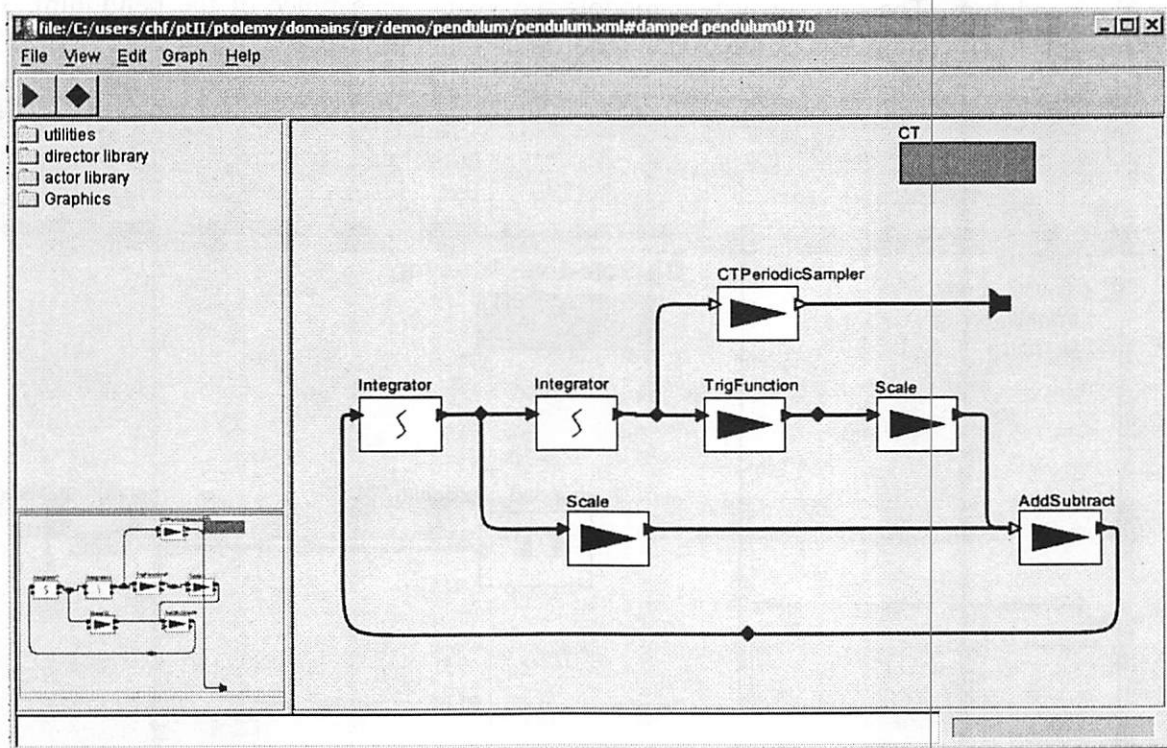 file:/C:/users/chf/ptII/ptolemy/domains/gr/demo/pendulum/pendulum.xml#damped pendulum0170
File View Edit Graph Help
utilities
director library
actor library
Graphics
CT
CTPeriodicSampler
Integrator
Integrator
TrigFunction
Scale
Scale
AddSubtract